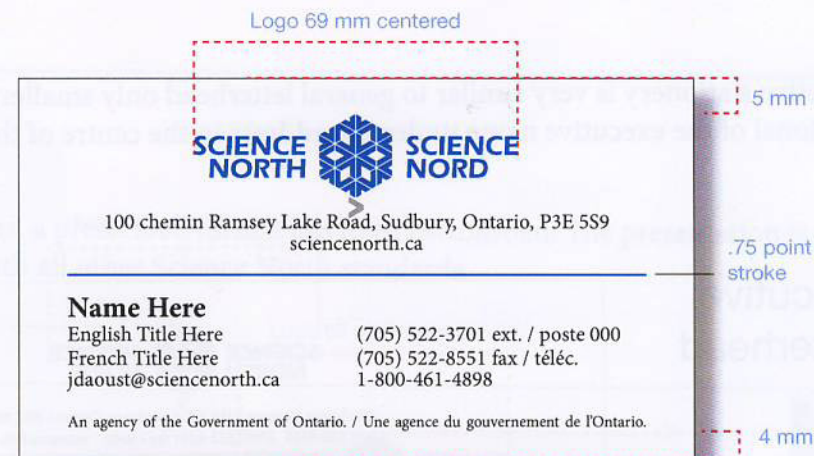 Logo 69 mm centered
5 mm
SCIENCE NORTH SCIENCE NORD
100 chemin Ramsey Lake Road, Sudbury, Ontario, P3E 5S9
sciencenorth.ca
.75 point stroke
Name Here
English Title Here (705) 522-3701 ext. / poste 000
French Title Here (705) 522-8551 fax / téléc.
jdaoust@sciencenorth.ca 1-800-461-4898
An agency of the Government of Ontario. / Une agence du gouvernement de l'Ontario.
4 mm